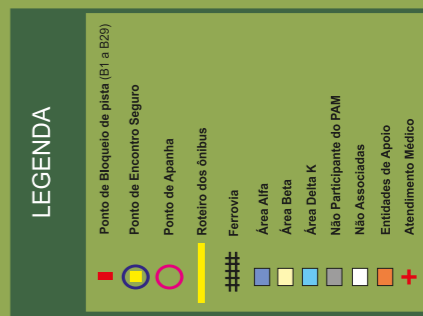 LEGENDA
Ponto de Bloqueio de pista (B1 a B29)
Ponto de Encontro Seguro
Ponto de Apanha
Roteiro dos ônibus
Ferrovia
Área Alfa
Área Beta
Área Delta K
Não Participante do PAM
Não Associadas
Entidades de Apoio
Atendimento Médico